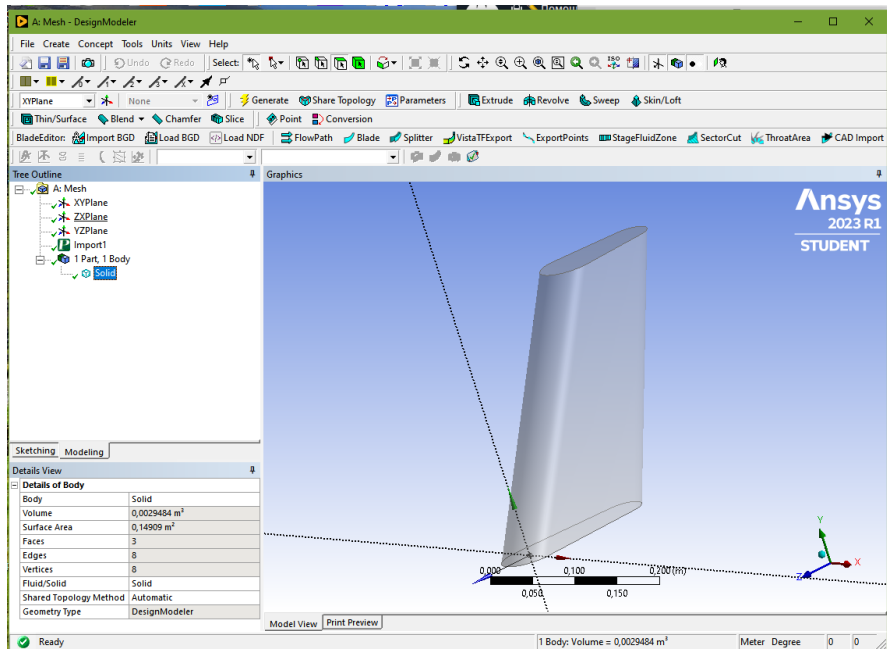 A: Mesh - DesignModeler
File Create Concept Tools Units View Help
Undo Redo Select:
XYPlane None Generate Share Topology Parameters Extrude Revolve Sweep Skin/Loft
Thin/Surface Blend Chamfer Slice Point Conversion
BladeEditor: Import BGD Load BGD Load NDF FlowPath Blade Splitter VistaTFExport ExportPoints StageFluidZone SectorCut ThroatArea CAD Import
Tree Outline
A: Mesh
XYPlane
ZXPlane
YZPlane
Import1
1 Part, 1 Body
Solid
Sketching Modeling
Details View
Details of Body
Body Solid
Volume 0,0029484 m³
Surface Area 0,14909 m²
Faces 3
Edges 8
Vertices 8
Fluid/Solid Solid
Shared Topology Method Automatic
Geometry Type DesignModeler
Graphics
Ansys
2023 R1
STUDENT
0,000 0,100 0,200 (m)
0,050 0,150
Y
Z X
Model View Print Preview
Ready 1 Body: Volume = 0,0029484 m³ Meter Degree 0 0